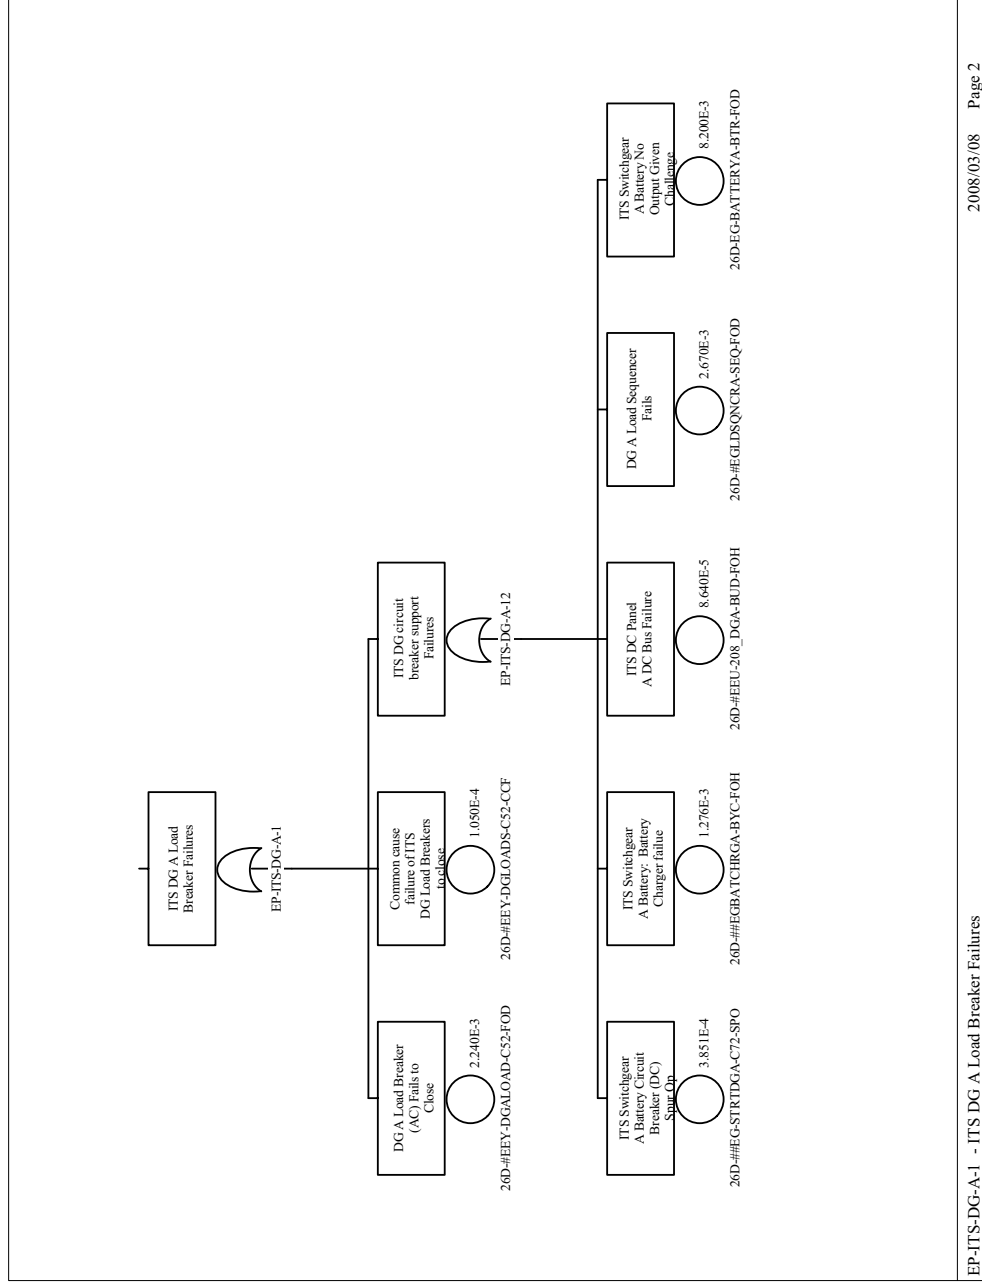 ITS DG A Load
Breaker Failures
EP-ITS-DG-A-1
DG A Load Breaker
(AC) Fails to
Close
2.240E-3
26D-#EEY-DGALOAD-C52-FOD
Common cause
failure of ITS
DG Load Breakers
to close
1.050E-4
26D-#EEY-DGLOADS-C52-CCF
ITS DG circuit
breaker support
Failures
EP-ITS-DG-A-12
ITS Switchgear
A Battery Circuit
Breaker (DC)
Spur Op
3.851E-4
26D-##EG-STRTDGA-C72-SPO
ITS Switchgear
A Battery: Battery
Charger failue
1.276E-3
26D-##EGBATCHRGA-BYC-FOH
ITS DC Panel
A DC Bus Failure
8.640E-5
26D-#EEU-208_DGA-BUD-FOH
DG A Load Sequencer
Fails
2.670E-3
26D-#EGLDSQNCRA-SEQ-FOD
ITS Switchgear
A Battery No
Output Given
Challenge
8.200E-3
26D-EG-BATTERYA-BTR-FOD
EP-ITS-DG-A-1 - ITS DG A Load Breaker Failures
2008/03/08 Page 2